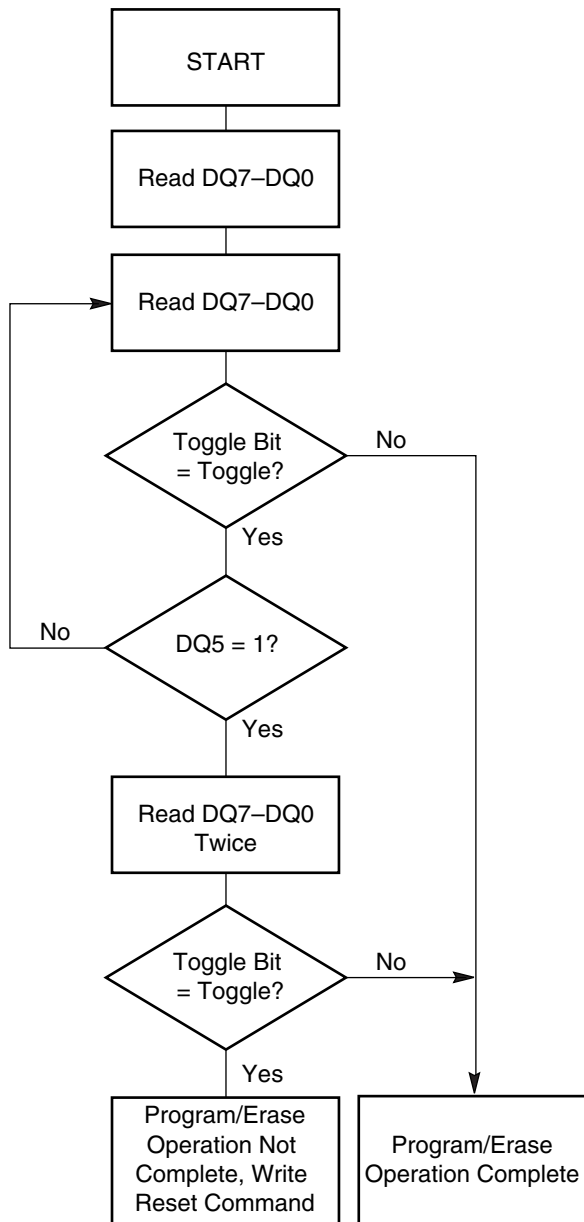 START
Read DQ7–DQ0
Read DQ7–DQ0
Toggle Bit
= Toggle?
No
Yes
No
DQ5 = 1?
Yes
Read DQ7–DQ0
Twice
Toggle Bit
= Toggle?
No
Yes
Program/Erase
Operation Not
Complete, Write
Reset Command
Program/Erase
Operation Complete